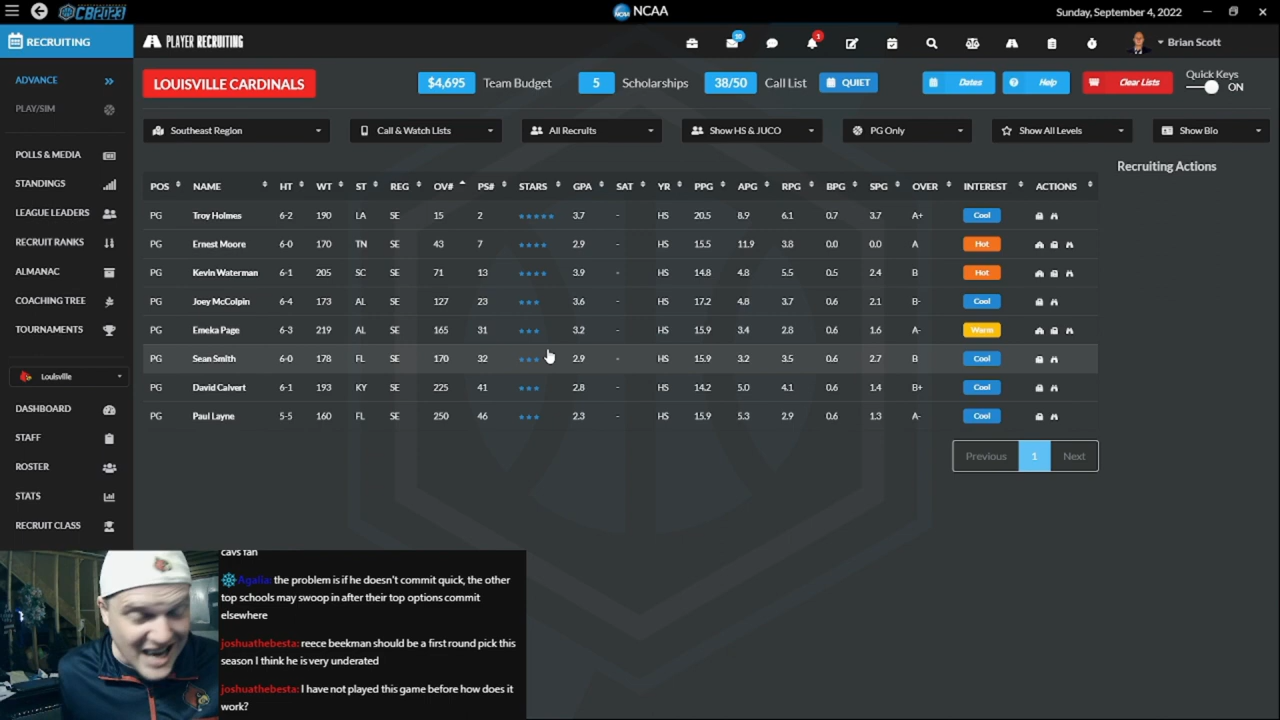 CB2023
NCAA
Sunday, September 4, 2022
RECRUITING
PLAYER RECRUITING
10
1
Brian Scott
ADVANCE
PLAY/SIM
LOUISVILLE CARDINALS
$4,695 Team Budget
5 Scholarships
38/50 Call List
QUIET
Dates
Help
Clear Lists
Quick Keys
ON
Southeast Region
Call & Watch Lists
All Recruits
Show HS & JUCO
PG Only
Show All Levels
Show Bio
POLLS & MEDIA
STANDINGS
LEAGUE LEADERS
RECRUIT RANKS
ALMANAC
COACHING TREE
TOURNAMENTS
Louisville
DASHBOARD
STAFF
ROSTER
STATS
RECRUIT CLASS
Recruiting Actions
POS NAME HT WT ST REG OV# PS# STARS GPA SAT YR PPG APG RPG BPG SPG OVER INTEREST ACTIONS
PG Troy Holmes 6-2 190 LA SE 15 2 ★★★★★ 3.7 - HS 20.5 8.9 6.1 0.7 3.7 A+ Cool
PG Ernest Moore 6-0 170 TN SE 43 7 ★★★★ 2.9 - HS 15.5 11.9 3.8 0.0 0.0 A Hot
PG Kevin Waterman 6-1 205 SC SE 71 13 ★★★★ 3.9 - HS 14.8 4.8 5.5 0.5 2.4 B Hot
PG Joey McColpin 6-4 173 AL SE 127 23 ★★★ 3.6 - HS 17.2 4.8 3.7 0.6 2.1 B- Cool
PG Emeka Page 6-3 219 AL SE 165 31 ★★★ 3.2 - HS 15.9 3.4 2.8 0.6 1.6 A- Warm
PG Sean Smith 6-0 178 FL SE 170 32 ★★★ 2.9 - HS 15.9 3.2 3.5 0.6 2.7 B Cool
PG David Calvert 6-1 193 KY SE 225 41 ★★★ 2.8 - HS 14.2 5.0 4.1 0.6 1.4 B+ Cool
PG Paul Layne 5-5 160 FL SE 250 46 ★★★ 2.3 - HS 15.9 5.3 2.9 0.6 1.3 A- Cool
Previous 1 Next
cavs fan
Agalia: the problem is if he doesn't commit quick, the other
top schools may swoop in after their top options commit
elsewhere
joshuathebesta: reece beekman should be a first round pick this
season I think he is very underated
joshuathebesta: I have not played this game before how does it
work?